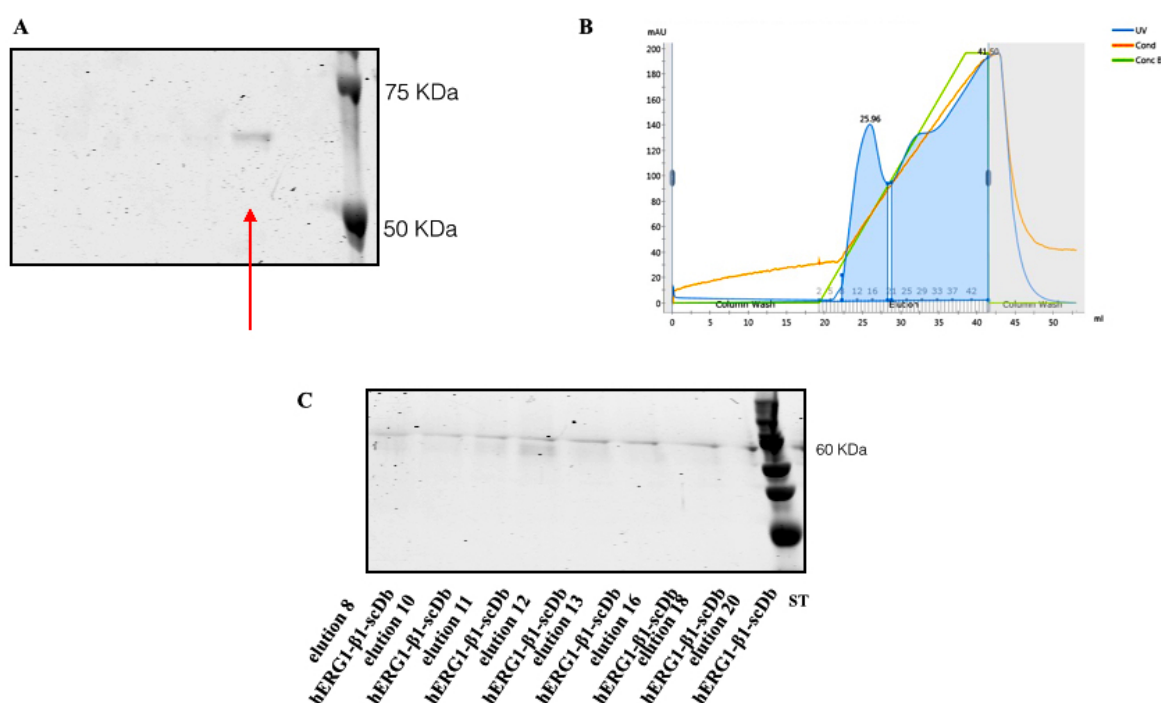 A
75 KDa
50 KDa
B
mAU
UV
Cond
Conc B
200
180
160
140
120
100
80
60
40
20
0
41.50
25.96
2 5 12 16 21 25 29 33 37 42
Column Wash
Elution
Column Wash
0 5 10 15 20 25 30 35 40 45 50 ml
C
60 KDa
elution 8
hERG1-β1-scDb
elution 10
hERG1-β1-scDb
elution 11
hERG1-β1-scDb
elution 12
hERG1-β1-scDb
elution 13
hERG1-β1-scDb
elution 16
hERG1-β1-scDb
elution 18
hERG1-β1-scDb
elution 20
hERG1-β1-scDb
ST